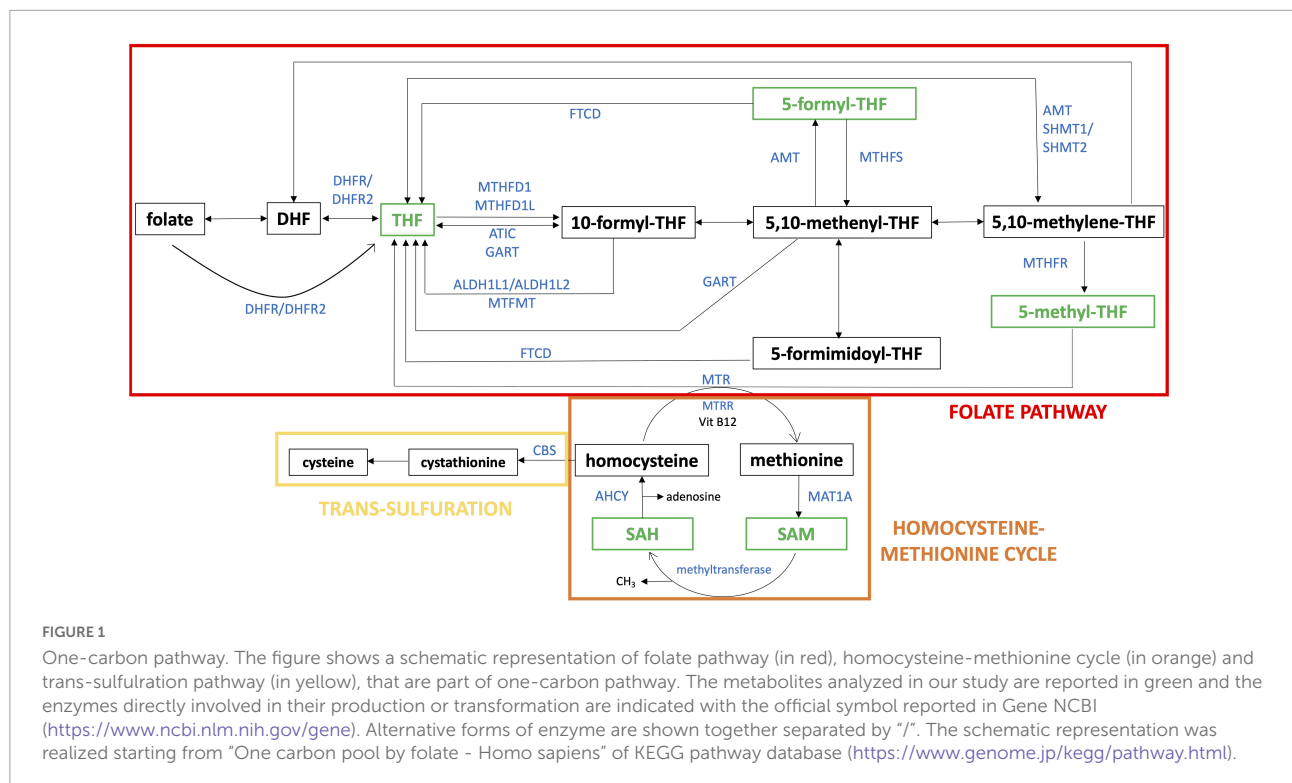 5-formyl-THF
FTCD
AMT
SHMT1/
SHMT2
AMT
MTHFS
DHFR/
DHFR2
MTHFD1
MTHFD1L
folate
DHF
THF
10-formyl-THF
5,10-methenyl-THF
5,10-methylene-THF
ATIC
GART
MTHFR
ALDH1L1/ALDH1L2
MTFMT
GART
DHFR/DHFR2
5-methyl-THF
FTCD
5-formimidoyl-THF
MTR
FOLATE PATHWAY
MTRR
Vit B12
CBS
cysteine
cystathionine
homocysteine
methionine
TRANS-SULFURATION
AHCY
adenosine
MAT1A
SAH
SAM
HOMOCYSTEINE-
METHIONINE CYCLE
methyltransferase
CH₃
FIGURE 1
One-carbon pathway. The figure shows a schematic representation of folate pathway (in red), homocysteine-methionine cycle (in orange) and
trans-sulfulration pathway (in yellow), that are part of one-carbon pathway. The metabolites analyzed in our study are reported in green and the
enzymes directly involved in their production or transformation are indicated with the official symbol reported in Gene NCBI
(https://www.ncbi.nlm.nih.gov/gene). Alternative forms of enzyme are shown together separated by “/”. The schematic representation was
realized starting from “One carbon pool by folate - Homo sapiens” of KEGG pathway database (https://www.genome.jp/kegg/pathway.html).